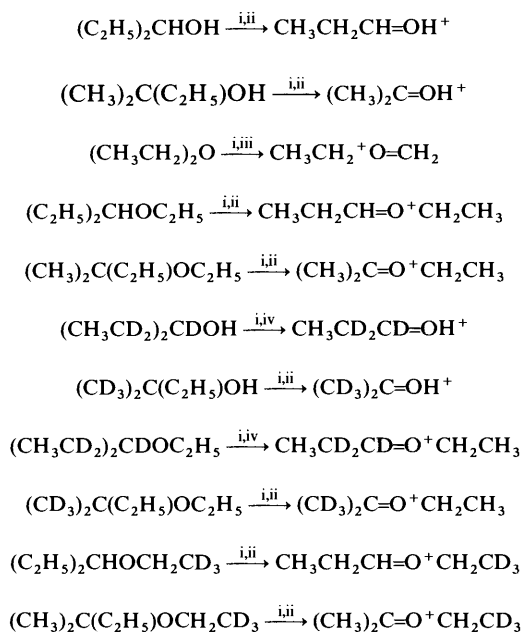 (C₂H₅)₂CHOH —i,ii→ CH₃CH₂CH=OH⁺
(CH₃)₂C(C₂H₅)OH —i,ii→ (CH₃)₂C=OH⁺
(CH₃CH₂)₂O —i,iii→ CH₃CH₂⁺O=CH₂
(C₂H₅)₂CHOC₂H₅ —i,ii→ CH₃CH₂CH=O⁺CH₂CH₃
(CH₃)₂C(C₂H₅)OC₂H₅ —i,ii→ (CH₃)₂C=O⁺CH₂CH₃
(CH₃CD₂)₂CDOH —i,iv→ CH₃CD₂CD=OH⁺
(CD₃)₂C(C₂H₅)OH —i,ii→ (CD₃)₂C=OH⁺
(CH₃CD₂)₂CDOC₂H₅ —i,iv→ CH₃CD₂CD=O⁺CH₂CH₃
(CD₃)₂C(C₂H₅)OC₂H₅ —i,ii→ (CD₃)₂C=O⁺CH₂CH₃
(C₂H₅)₂CHOCH₂CD₃ —i,ii→ CH₃CH₂CH=O⁺CH₂CD₃
(CH₃)₂C(C₂H₅)OCH₂CD₃ —i,ii→ (CH₃)₂C=O⁺CH₂CD₃